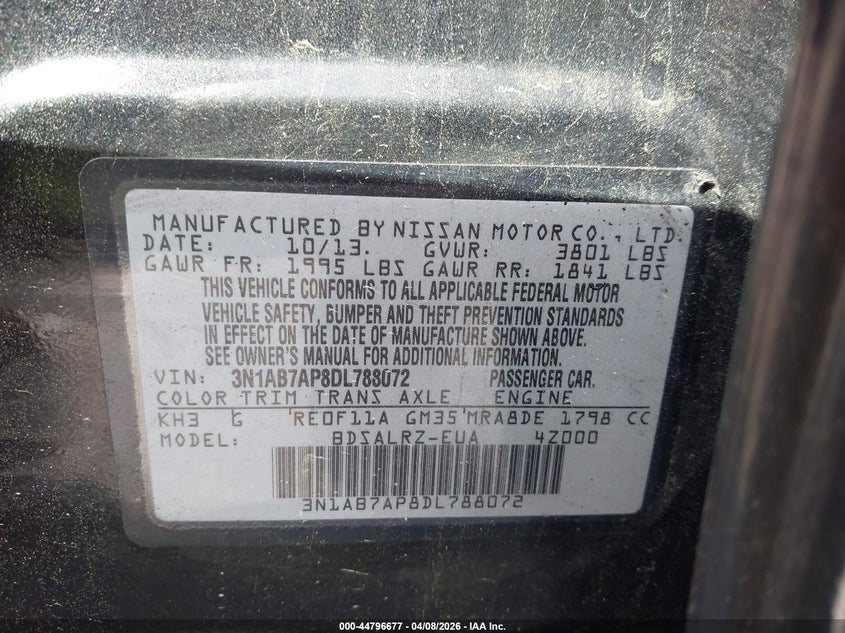 MANUFACTURED BY NISSAN MOTOR CO., LTD.
DATE: 10/13. GVWR: 3801 LBS
GAWR FR: 1995 LBS GAWR RR: 1841 LBS
THIS VEHICLE CONFORMS TO ALL APPLICABLE FEDERAL MOTOR
VEHICLE SAFETY, BUMPER AND THEFT PREVENTION STANDARDS
IN EFFECT ON THE DATE OF MANUFACTURE SHOWN ABOVE.
SEE OWNER'S MANUAL FOR ADDITIONAL INFORMATION.
VIN: 3N1AB7AP8DL788072 PASSENGER CAR.
COLOR TRIM TRANS AXLE ENGINE
KH3 G RE0F11A GM35 MRA8DE 1798 CC
MODEL: BDSALRZ-EUA 4Z000
3N1AB7AP8DL788072
000-44796677 - 04/08/2026 - IAA Inc.